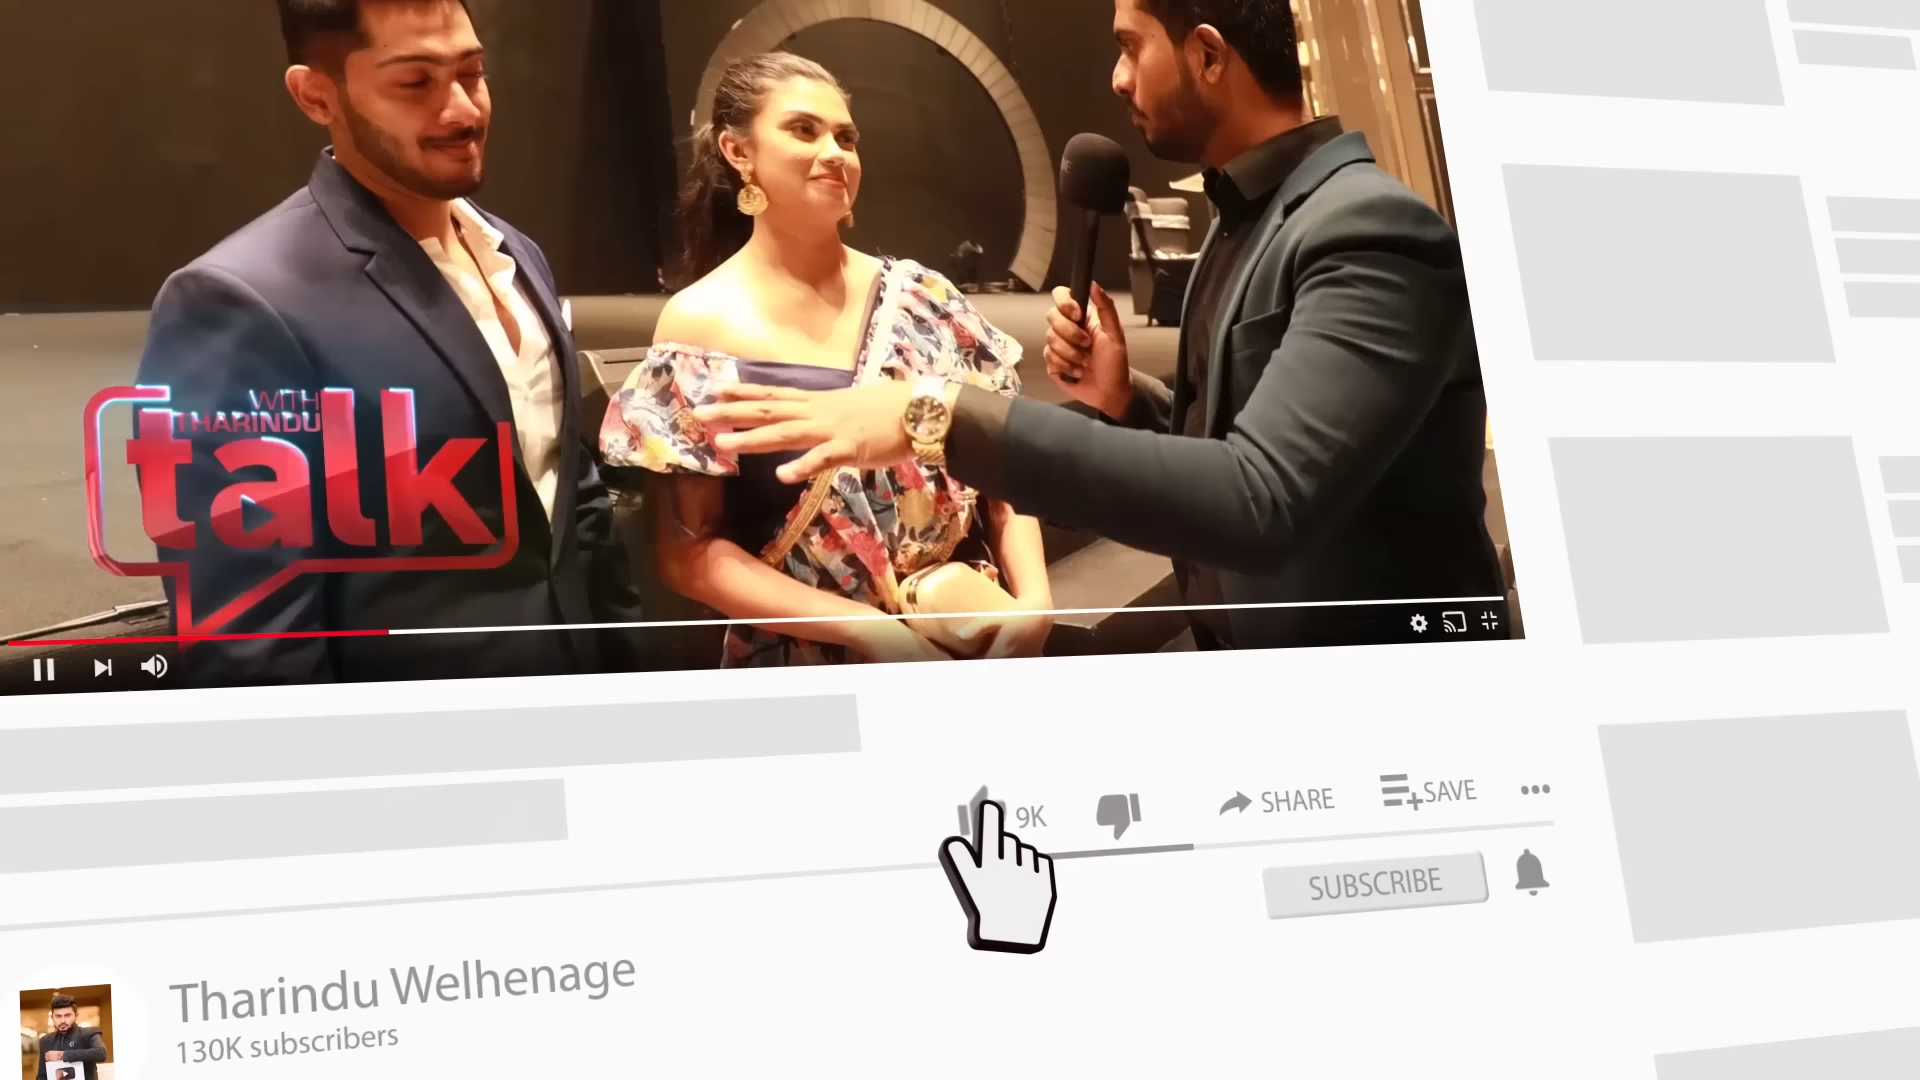 WITH
THARINDU
talk
9K
SHARE
SAVE
SUBSCRIBE
Tharindu Welhenage
130K subscribers